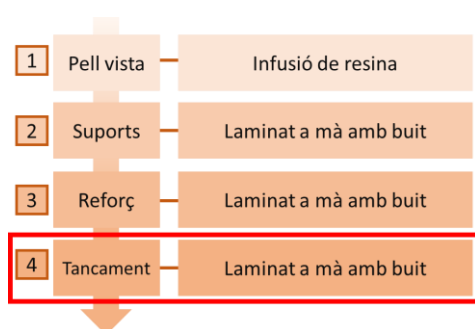 1 Pell vista Infusió de resina
2 Suports Laminat a mà amb buit
3 Reforç Laminat a mà amb buit
4 Tancament Laminat a mà amb buit